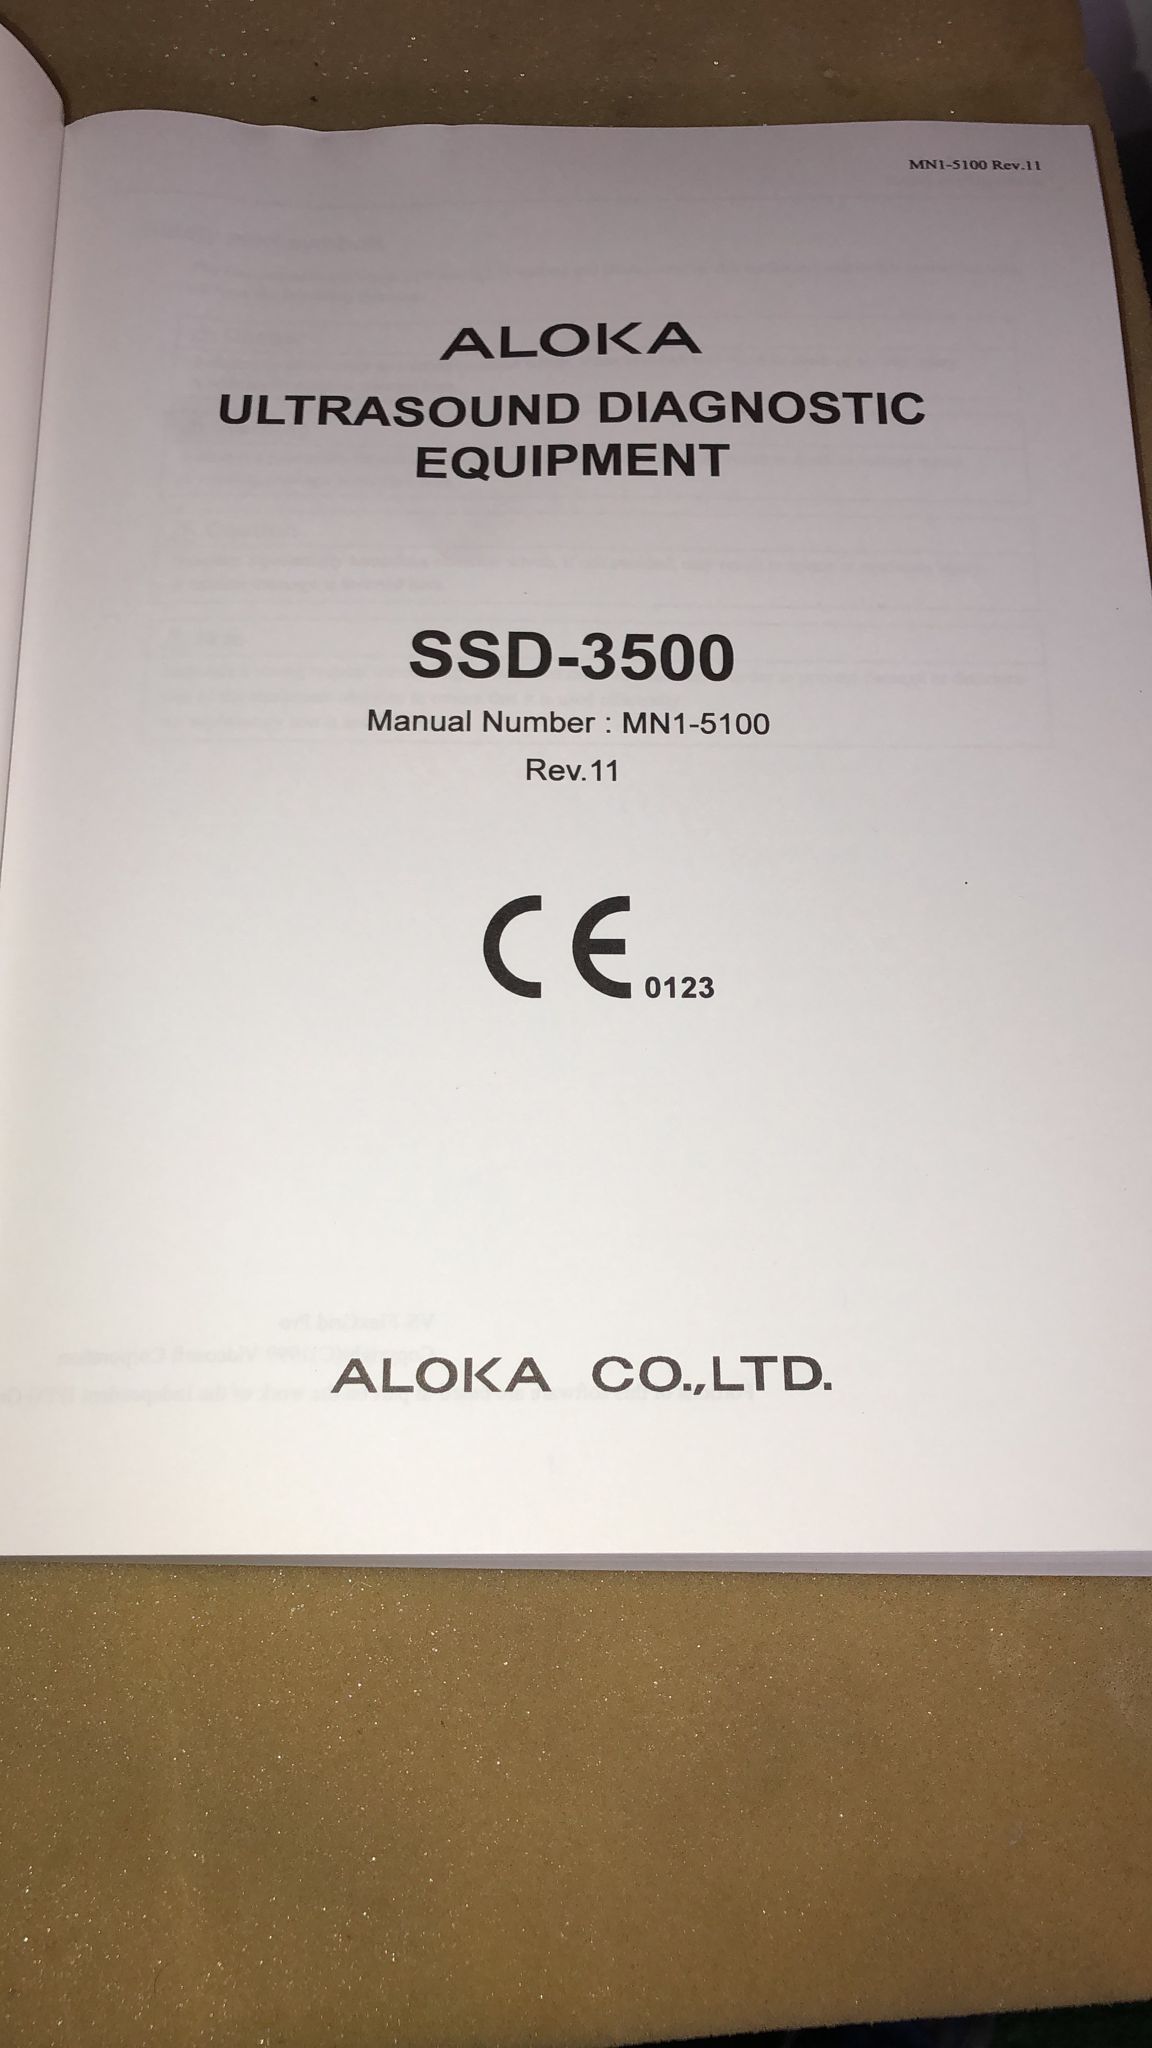 MN1-5100 Rev.11
ALOKA
ULTRASOUND DIAGNOSTIC
EQUIPMENT
SSD-3500
Manual Number : MN1-5100
Rev.11
CE 0123
ALOKA CO.,LTD.